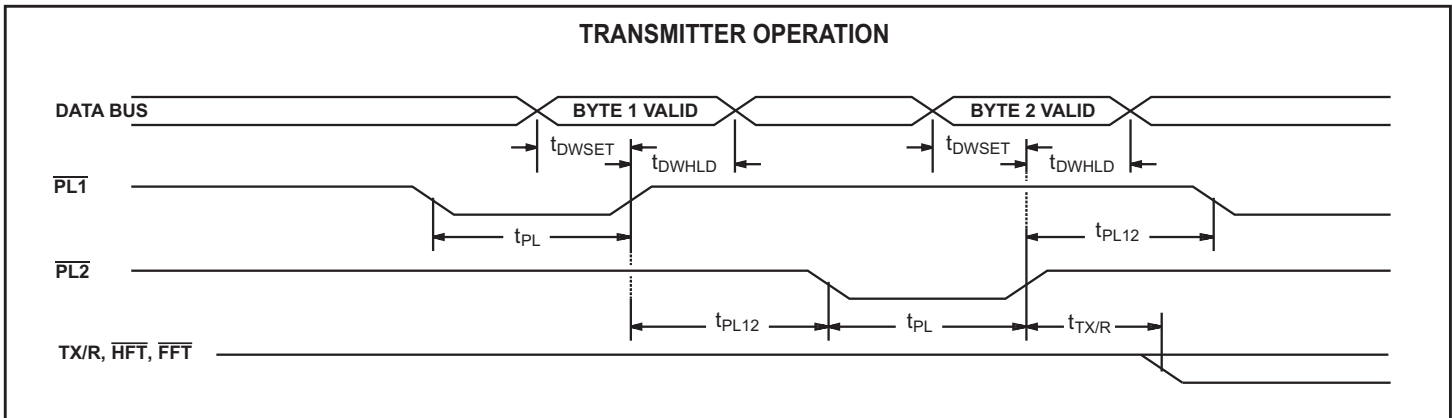 TRANSMITTER OPERATION
DATA BUS
BYTE 1 VALID
BYTE 2 VALID
tDWSET
tDWHLD
tDWSET
tDWHLD
PL1
tPL
tPL12
PL2
tPL12
tPL
tTX/R
TX/R, HFT, FFT